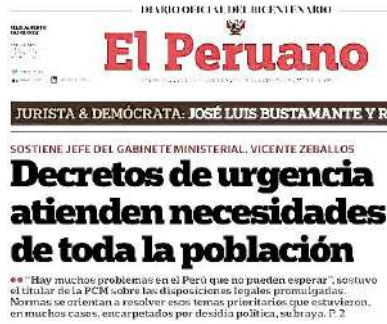 DIARIO OFICIAL DEL BICENTENARIO
El Peruano
JURISTA & DEMÓCRATA: JOSÉ LUIS BUSTAMANTE Y R
SOSTIENE JEFE DEL GABINETE MINISTERIAL, VICENTE ZEBALLOS
Decretos de urgencia
atienden necesidades
de toda la población
"Hay muchos problemas en el Perú que no pueden esperar", sostuvo
el titular de la PCM sobre las disposiciones legales promulgadas.
Normas se orientan a resolver esos temas prioritarios que estuvieron,
en muchos casos, encarpetados por desidia política, subraya. P. 2